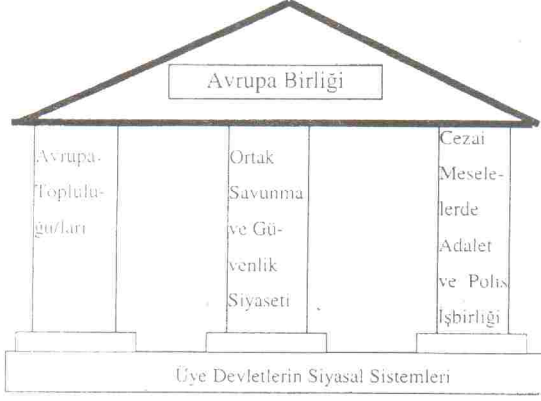 Avrupa Birliği
Avrupa-
Toplulu-
ğu/ları
Ortak
Savunma
ve Gü-
venlik
Siyaseti
Cezai
Mesele-
lerde
Adalet
ve Polis
İşbirliği
Üye Devletlerin Siyasal Sistemleri